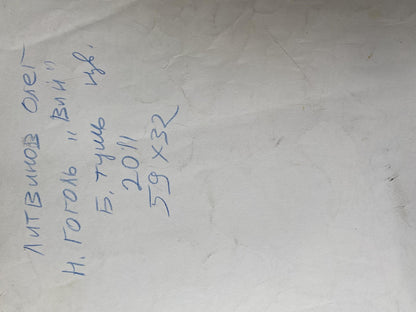 Литвинов Олег
Н. Гоголь "Вий"
Б. тушь цв.
2011
59 x 32